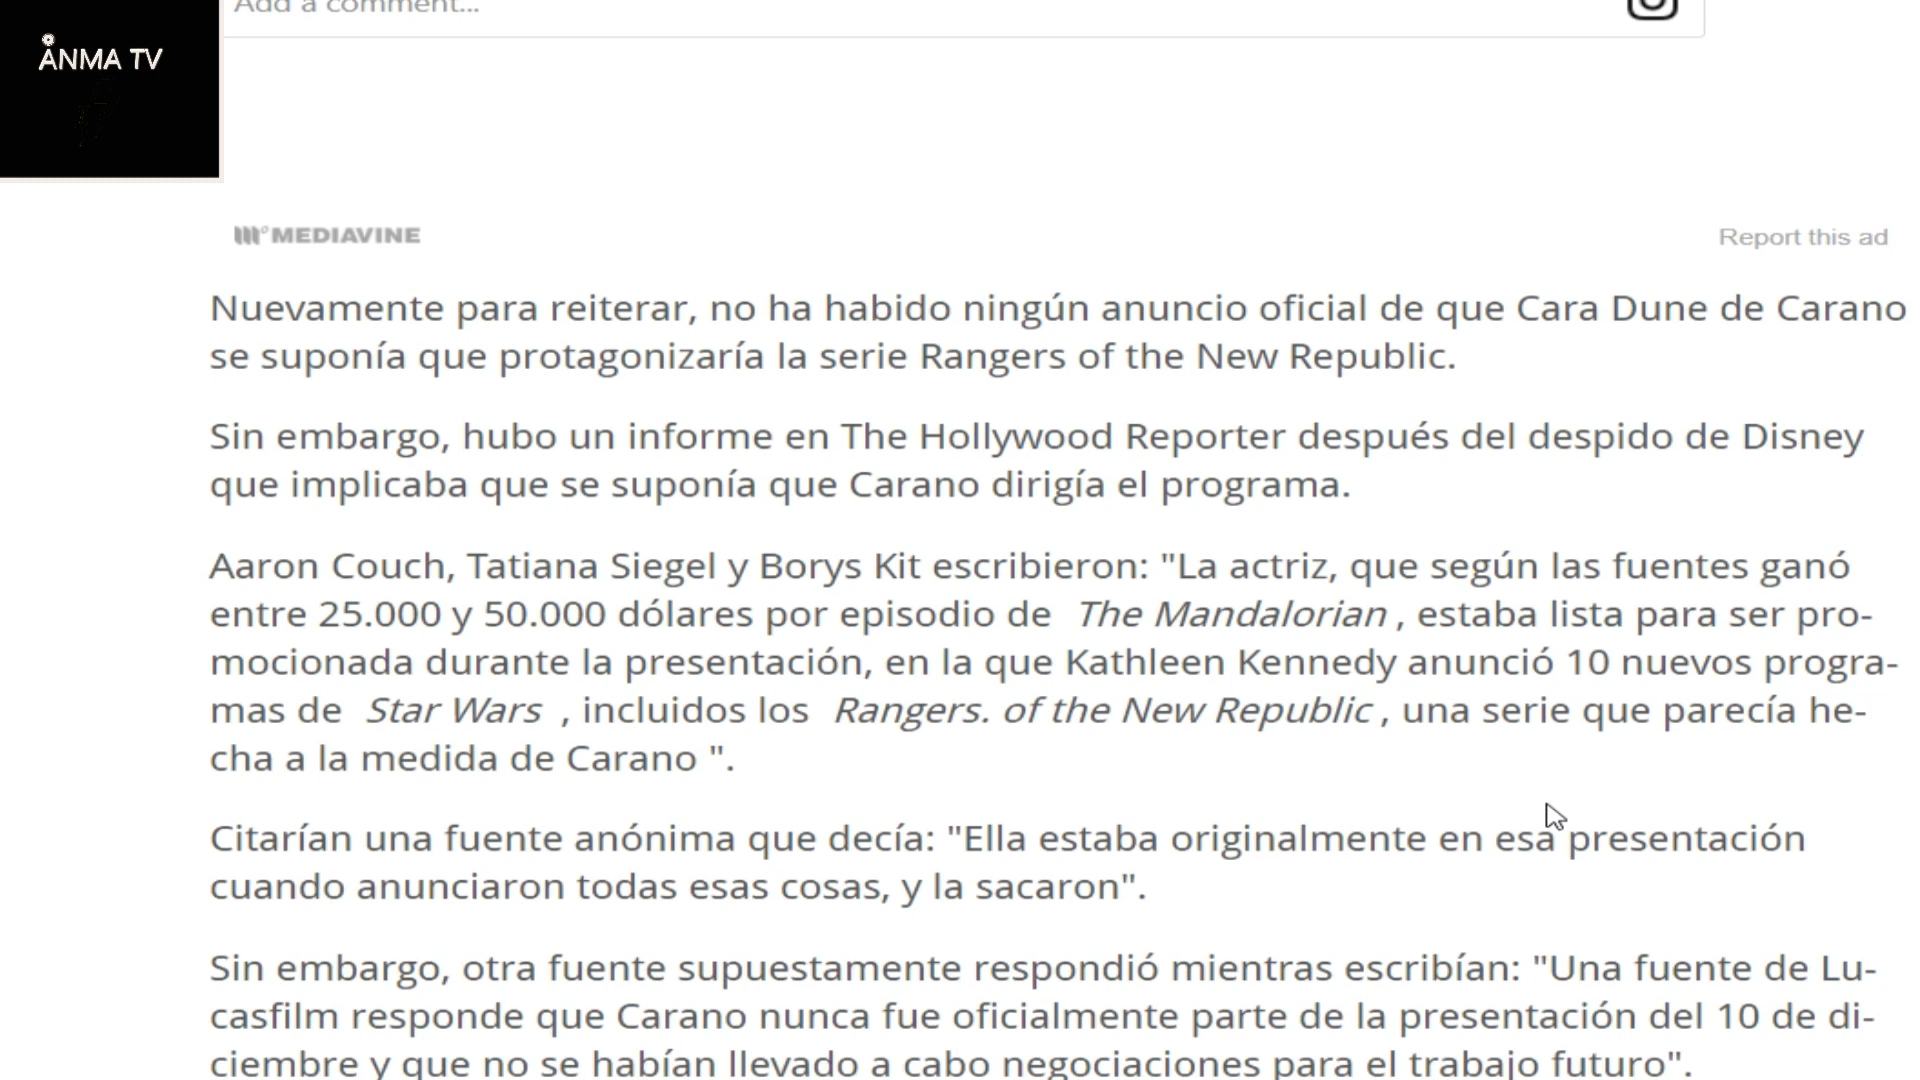 Add a comment...
ANMA TV
MEDIAVINE
Report this ad
Nuevamente para reiterar, no ha habido ningún anuncio oficial de que Cara Dune de Carano
se suponía que protagonizaría la serie Rangers of the New Republic.
Sin embargo, hubo un informe en The Hollywood Reporter después del despido de Disney
que implicaba que se suponía que Carano dirigía el programa.
Aaron Couch, Tatiana Siegel y Borys Kit escribieron: "La actriz, que según las fuentes ganó
entre 25.000 y 50.000 dólares por episodio de The Mandalorian , estaba lista para ser pro-
mocionada durante la presentación, en la que Kathleen Kennedy anunció 10 nuevos progra-
mas de Star Wars , incluidos los Rangers. of the New Republic , una serie que parecía he-
cha a la medida de Carano ".
Citarían una fuente anónima que decía: "Ella estaba originalmente en esa presentación
cuando anunciaron todas esas cosas, y la sacaron".
Sin embargo, otra fuente supuestamente respondió mientras escribían: "Una fuente de Lu-
casfilm responde que Carano nunca fue oficialmente parte de la presentación del 10 de di-
ciembre y que no se habían llevado a cabo negociaciones para el trabajo futuro".